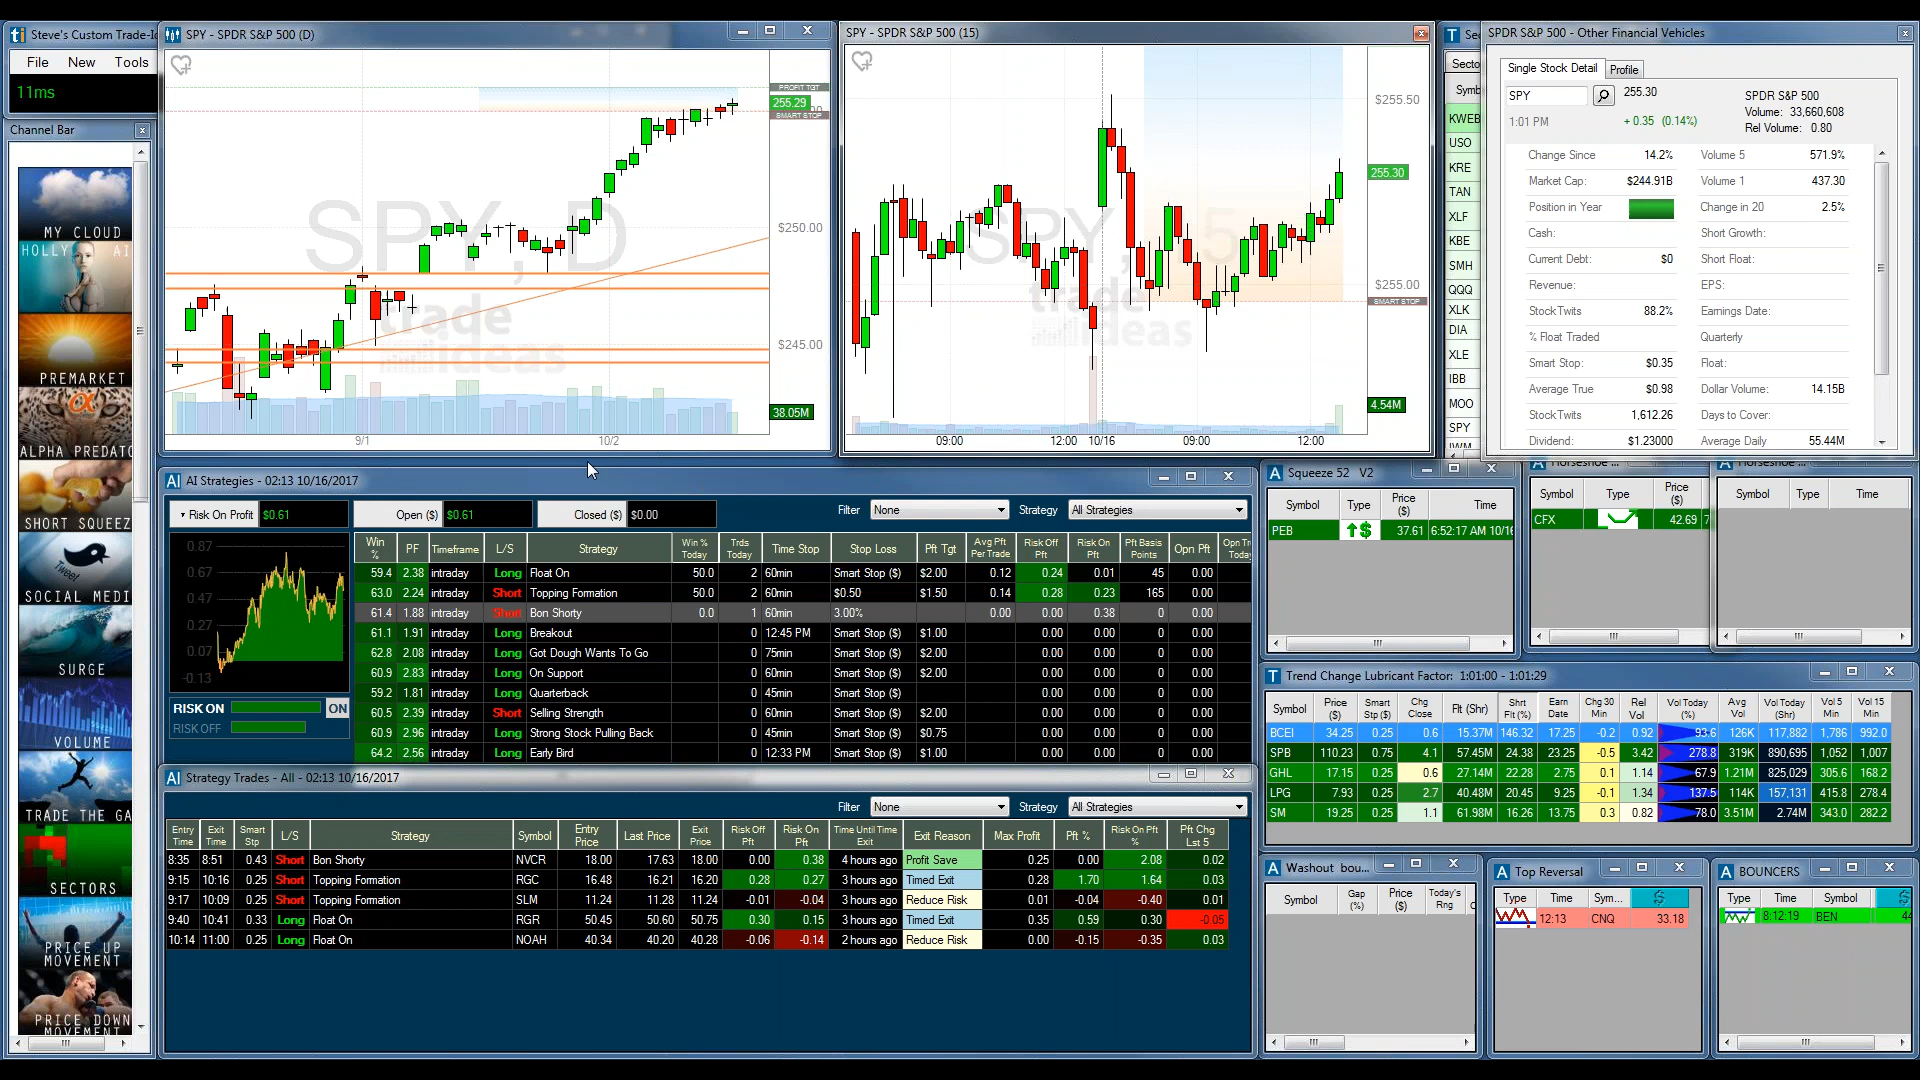 Steve's Custom Trade-Id
File New Tools
11ms
Channel Bar
MY CLOUD
HOLLY AI
PREMARKET
ALPHA PREDATO
SHORT SQUEEZ
Tweet
SOCIAL MEDI
SURGE
VOLUME
TRADE THE GA
SECTORS
PRICE UP
MOVEMENT
PRICE DOWN
MOVEMENT
SPY - SPDR S&P 500 (D)
SPY, D
trade
ideas
PROFIT TGT
255.29
SMART STOP
$250.00
$245.00
38.05M
9/1 10/2
SPY - SPDR S&P 500 (15)
SPY, 15
trade
ideas
$255.50
255.30
$255.00
SMART STOP
4.54M
09:00 12:00 10/16 09:00 12:00
Sec
Secto
Symb
KWEB
USO
KRE
TAN
XLF
KBE
SMH
QQQ
XLK
DIA
XLE
IBB
MOO
SPY
IWM
SPDR S&P 500 - Other Financial Vehicles
Single Stock Detail Profile
SPY 255.30 SPDR S&P 500
Volume: 33,660,608
1:01 PM + 0.35 (0.14%) Rel Volume: 0.80
Change Since 14.2% Volume 5 571.9%
Market Cap: $244.91B Volume 1 437.30
Position in Year Change in 20 2.5%
Cash: Short Growth:
Current Debt: $0 Short Float:
Revenue: EPS:
StockTwits 88.2% Earnings Date:
% Float Traded Quarterly
Smart Stop: $0.35 Float:
Average True $0.98 Dollar Volume: 14.15B
StockTwits 1,612.26 Days to Cover:
Dividend: $1.23000 Average Daily 55.44M
AI Strategies - 02:13 10/16/2017
Risk On Profit $0.61 Open ($) $0.61 Closed ($) $0.00 Filter None Strategy All Strategies
0.87
0.67
0.47
0.27
0.07
-0.13
RISK ON ON
RISK OFF
Win % PF Timeframe L/S Strategy Win % Today Trds Today Time Stop Stop Loss Pft Tgt Avg Pft Per Trade Risk Off Pft Risk On Pft Pft Basis Points Opn Pft Opn Tr Today
59.4 2.38 intraday Long Float On 50.0 2 60min Smart Stop ($) $2.00 0.12 0.24 0.01 45 0.00
63.0 2.24 intraday Short Topping Formation 50.0 2 60min $0.50 $1.50 0.14 0.28 0.23 165 0.00
61.4 1.88 intraday Short Bon Shorty 0.0 1 60min 3.00% 0.00 0.00 0.38 0 0.00
61.1 1.91 intraday Long Breakout 0 12:45 PM Smart Stop ($) $1.00 0.00 0.00 0 0.00
62.8 2.08 intraday Long Got Dough Wants To Go 0 75min Smart Stop ($) $2.00 0.00 0.00 0 0.00
60.9 2.83 intraday Long On Support 0 60min Smart Stop ($) $2.00 0.00 0.00 0 0.00
59.2 1.81 intraday Long Quarterback 0 45min Smart Stop ($) 0.00 0.00 0 0.00
60.5 2.39 intraday Short Selling Strength 0 60min Smart Stop ($) $2.00 0.00 0.00 0 0.00
60.9 2.96 intraday Long Strong Stock Pulling Back 0 45min Smart Stop ($) $0.75 0.00 0.00 0 0.00
64.2 2.56 intraday Long Early Bird 0 12:33 PM Smart Stop ($) $1.00 0.00 0.00 0 0.00
Strategy Trades - All - 02:13 10/16/2017
Filter None Strategy All Strategies
Entry Time Exit Time Smart Stp L/S Strategy Symbol Entry Price Last Price Exit Price Risk Off Pft Risk On Pft Time Until Time Exit Exit Reason Max Profit Pft % Risk On Pft % Pft Chg Lst 5
8:35 8:51 0.43 Short Bon Shorty NVCR 18.00 17.63 18.00 0.00 0.38 4 hours ago Profit Save 0.25 0.00 2.08 0.02
9:15 10:16 0.25 Short Topping Formation RGC 16.48 16.21 16.20 0.28 0.27 3 hours ago Timed Exit 0.28 1.70 1.64 0.03
9:17 10:09 0.25 Short Topping Formation SLM 11.24 11.28 11.24 -0.01 -0.04 3 hours ago Reduce Risk 0.01 -0.04 -0.40 0.01
9:40 10:41 0.33 Long Float On RGR 50.45 50.60 50.75 0.30 0.15 3 hours ago Timed Exit 0.35 0.59 0.30 -0.05
10:14 11:00 0.25 Long Float On NOAH 40.34 40.20 40.28 -0.06 -0.14 2 hours ago Reduce Risk 0.00 -0.15 -0.35 0.03
Squeeze 52 V2
Symbol Type Price ($) Time
PEB 37.61 6:52:17 AM 10/16
Horseshoe ...
Symbol Type Price ($)
CFX 42.69 7
Horseshoe ...
Symbol Type Time
Trend Change Lubricant Factor: 1:01:00 - 1:01:29
Symbol Price ($) Smart Stp ($) Chg Close Flt (Shr) Shrt Flt (%) Earn Date Chg 30 Min Rel Vol Vol Today (%) Avg Vol Vol Today (Shr) Vol 5 Min Vol 15 Min
BCEI 34.25 0.25 0.6 15.37M 146.32 17.25 -0.2 0.92 93.6 126K 117,882 1,786 992.0
SPB 110.23 0.75 4.1 57.45M 24.38 23.25 -0.5 3.42 278.8 319K 890,695 1,052 1,007
GHL 17.15 0.25 0.6 27.14M 22.28 2.75 0.1 1.14 67.9 1.21M 825,029 305.6 168.2
LPG 7.93 0.25 2.7 40.48M 20.45 9.25 -0.1 1.34 137.5 114K 157,131 415.8 278.4
SM 19.25 0.25 1.1 61.98M 16.26 13.75 0.3 0.82 78.0 3.51M 2.74M 343.0 282.2
Washout bou...
Symbol Gap (%) Price ($) Today's Rng
Top Reversal
Type Time Sym... $
12:13 CNQ 33.18
BOUNCERS
Type Time Symbol $
8:12:19 BEN 44